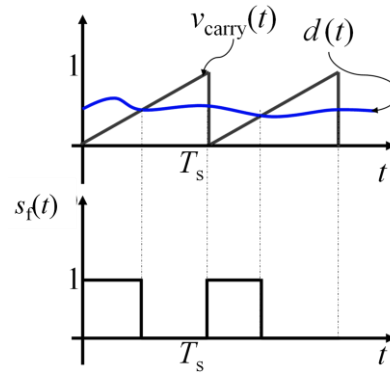 v_carry(t)
d(t)
1
T_s
t
s_f(t)
1
T_s
t